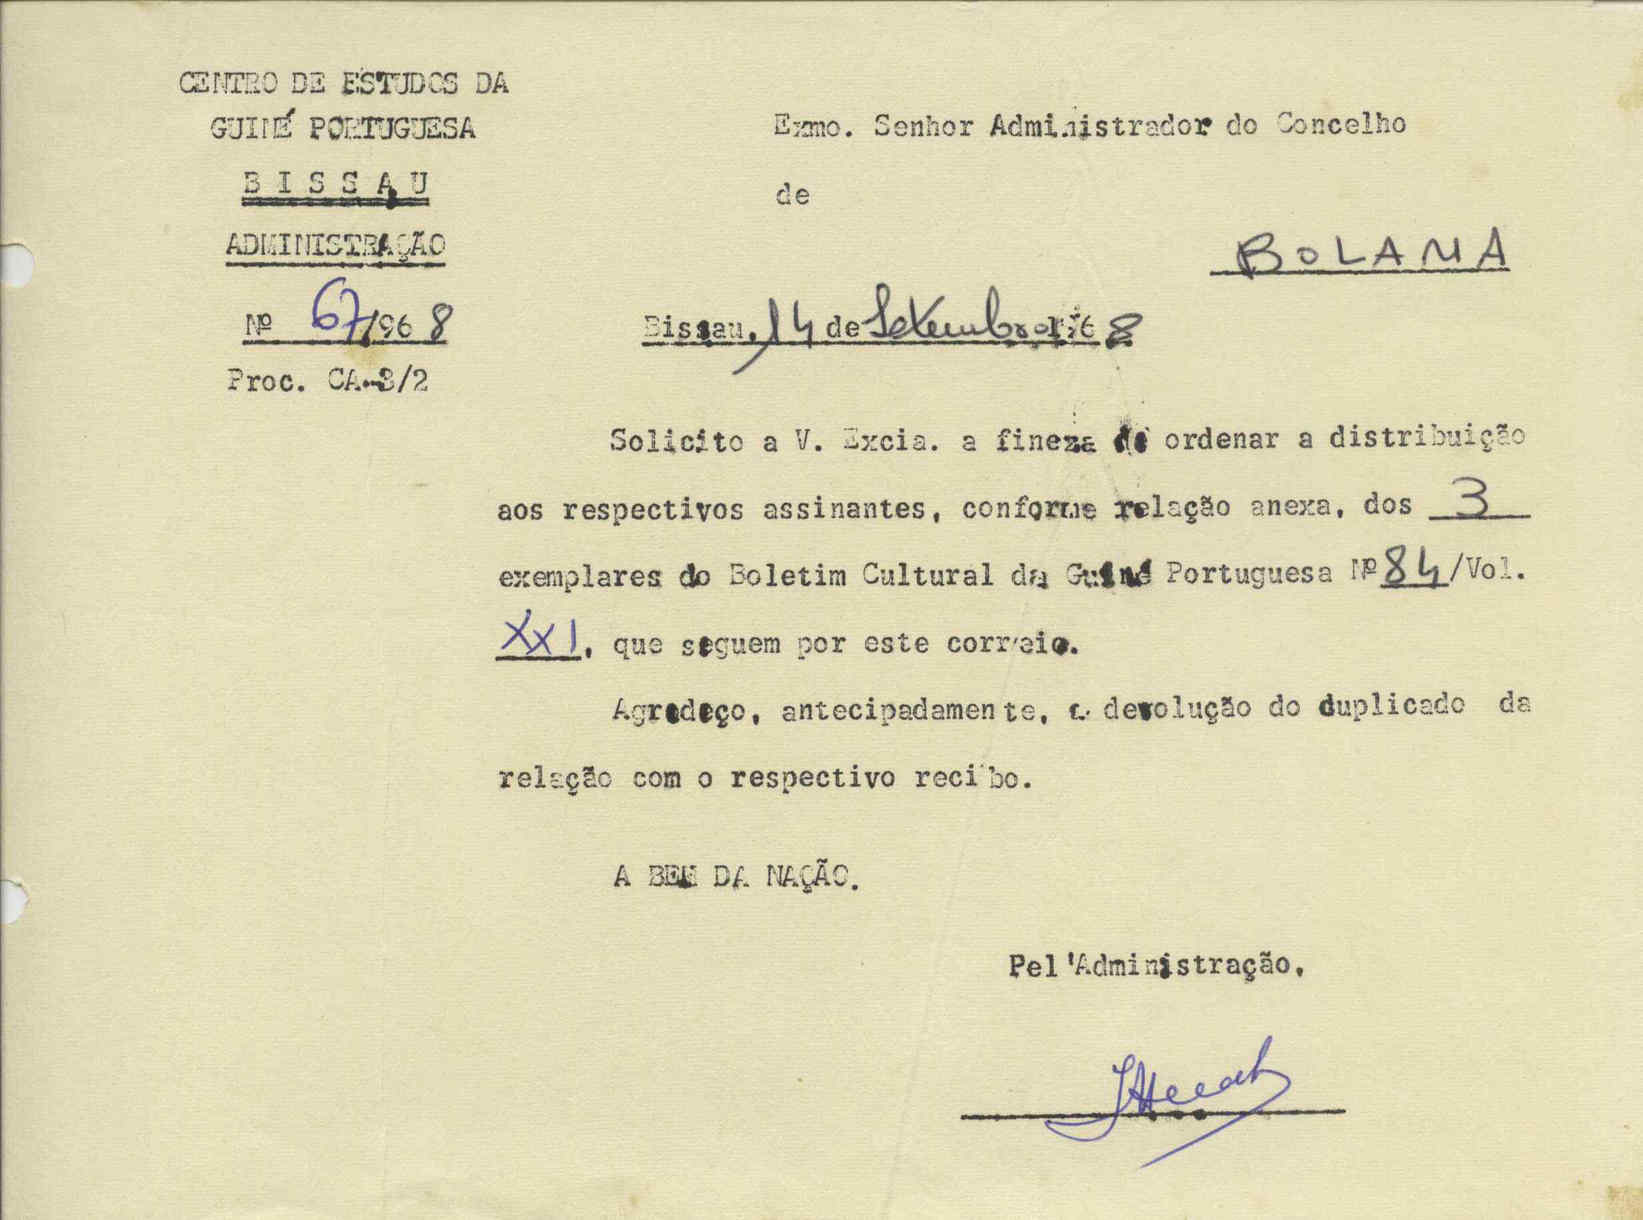 CENTRO DE ESTUDOS DA
GUINÉ PORTUGUESA
BISSAU
ADMINISTRAÇÃO
Nº 67/968
Proc. CA.-3/2
Exmo. Senhor Administrador do Concelho
de
BOLAMA
Bissau, 14 de Setembro 1968
Solicito a V. Excia. a fineza de ordenar a distribuição
aos respectivos assinantes, conforme relação anexa, dos 3
exemplares do Boletim Cultural da Guiné Portuguesa Nº 84/Vol.
XXI, que seguem por este correio.
Agradeço, antecipadamente, a devolução do duplicado da
relação com o respectivo recibo.
A BEM DA NAÇÃO.
Pel'Administração,